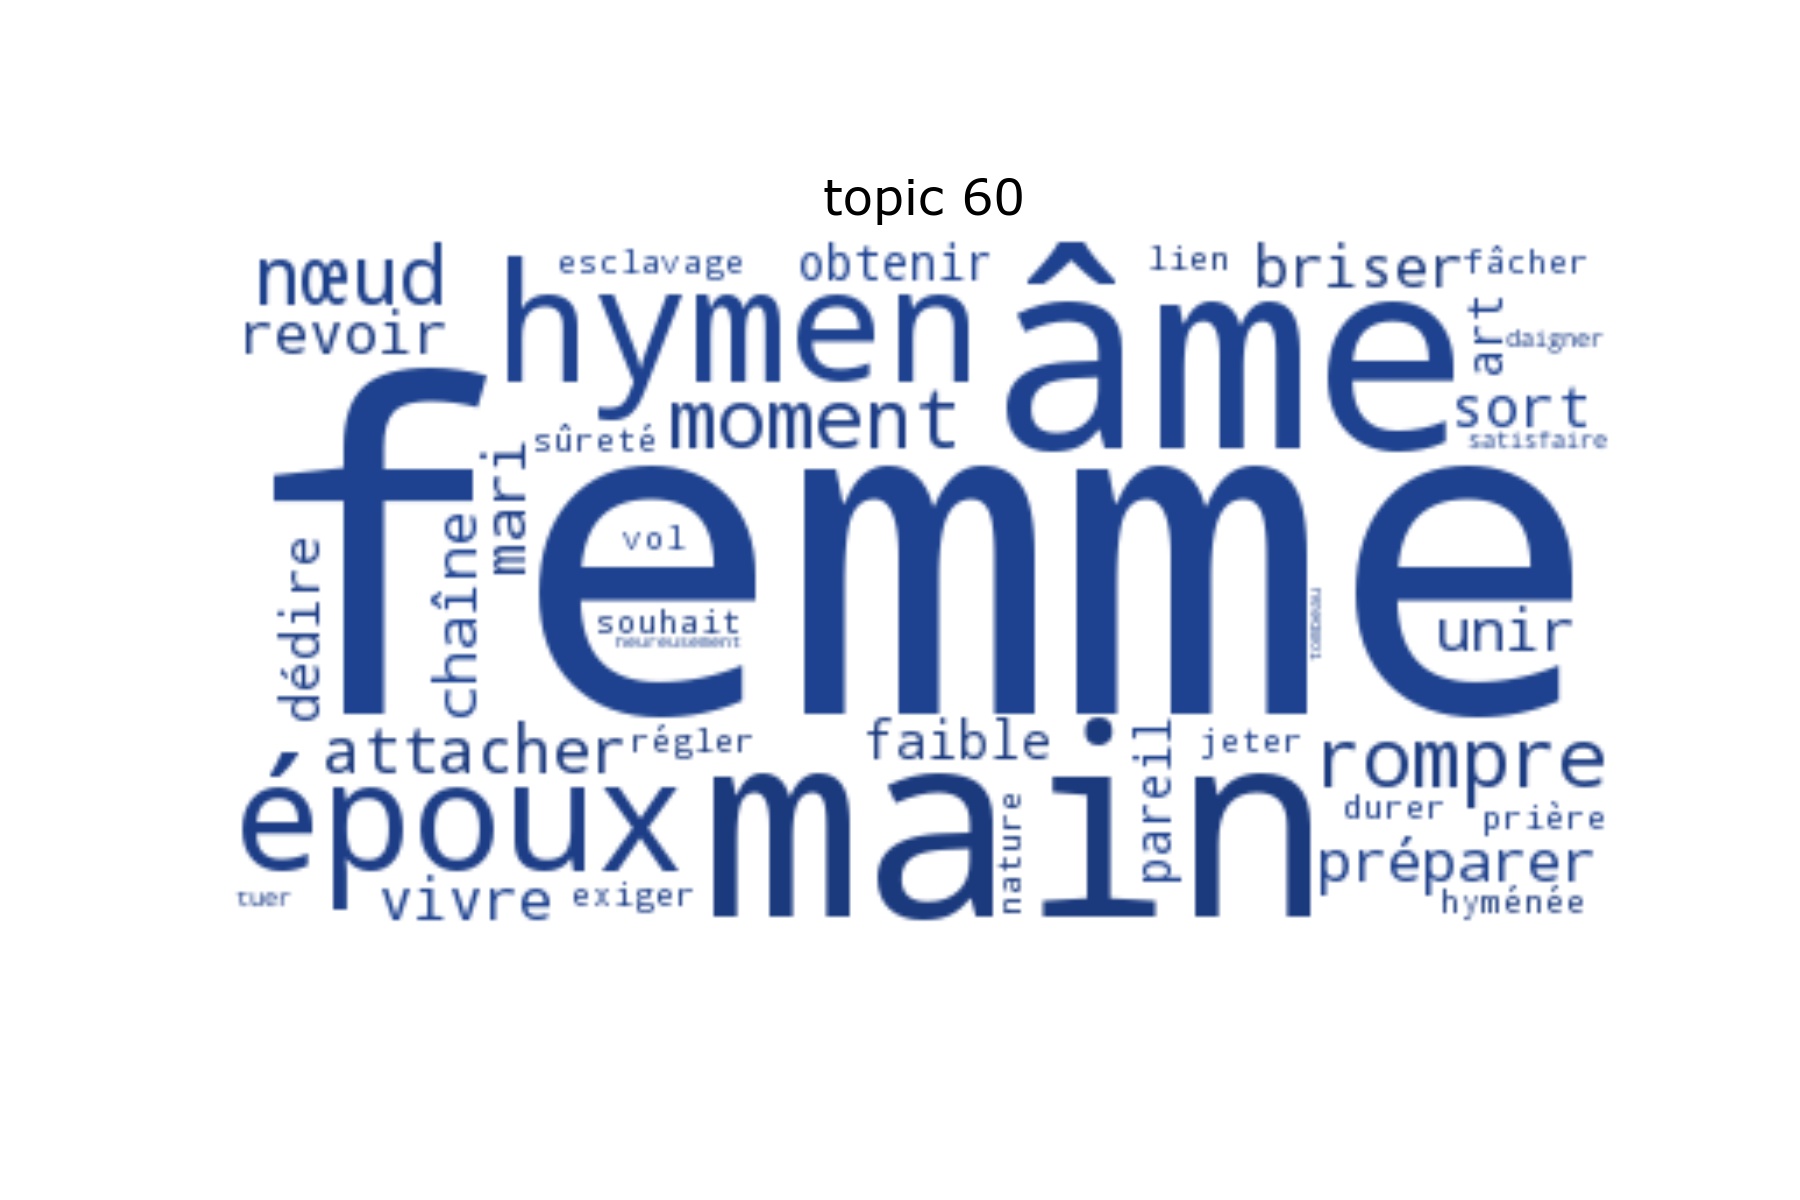 topic 60
nœud
esclavage
obtenir
lien
briser
fâcher
hymen
âme
revoir
art
daigner
moment
sort
sûreté
satisfaire
mari
femme
vol
dédire
chaîne
souhait
heureusement
unir
attacher
régler
faible
pareil
jeter
rompre
époux
main
nature
durer
prière
préparer
tuer
vivre
exiger
hyménée